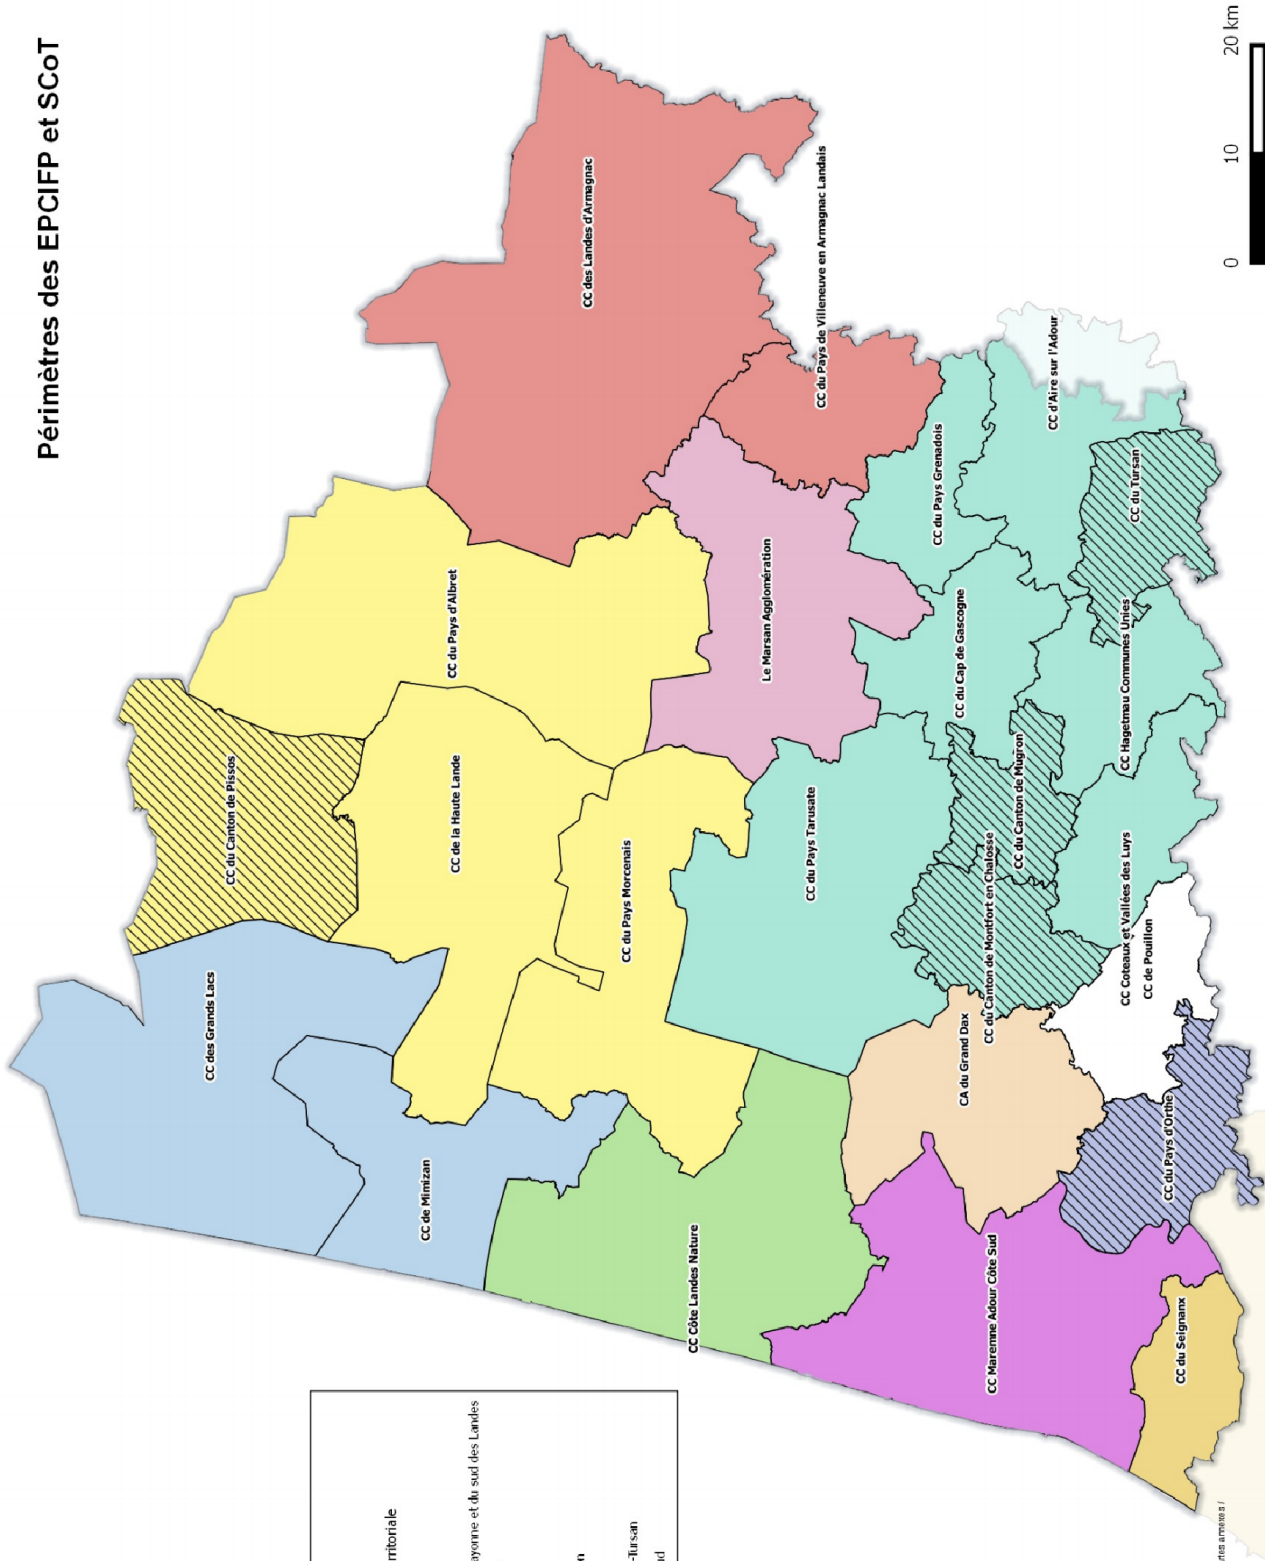 Périmètres des EPCIFP et SCoT
CC des Landes d'Armagnac
CC du Pays de Villeneuve en Armagnac Landais
CC d'Aire sur l'Adour
CC du Pays Grenadois
CC du Tursan
CC du Pays d'Albret
Le Marsan Agglomération
CC du Cap de Gascogne
CC Hagetmau Communes Unies
CC du Canton de Pissos
CC de la Haute Lande
CC du Pays Morcenais
CC du Pays Tarusate
CC du Canton de Mugron
CC du Canton de Montfort en Chalosse
CC Coteaux et Vallées des Luys
CC de Pouillon
CC des Grands Lacs
CA du Grand Dax
CC du Pays d'Orthe
CC de Mimizan
CC Côte Landes Nature
CC Maremne Adour Côte Sud
CC du Seignanx
0 10 20 km
rritoriale
ayonne et du sud des Landes
n
-Tursan
nd